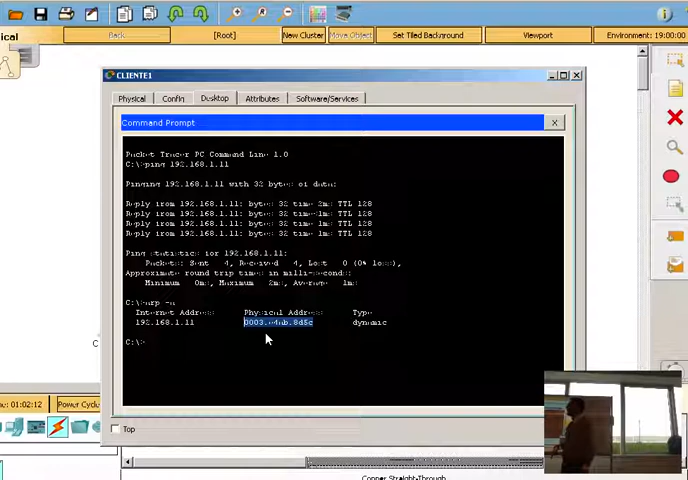 ical
Back
[Root]
New Cluster
Move Object
Set Tiled Background
Viewport
Environment: 19:00:00
CLIENTE1
Physical
Config
Desktop
Attributes
Software/Services
Command Prompt
X
Packet Tracer PC Command Line 1.0
C:\>ping 192.168.1.11
Pinging 192.168.1.11 with 32 bytes of data:
Reply from 192.168.1.11: bytes 32 time 2ms TTL 128
Reply from 192.168.1.11: bytes 32 time 1ms TTL 128
Reply from 192.168.1.11: bytes 32 time 1ms TTL 128
Reply from 192.168.1.11: bytes 32 time TTL 128
Ping statistics for 192.168.1.11:
Packets: Sent 4, Received 4, Lost 0 (0% loss),
Approximate round trip times in milli-seconds:
Minimum 0ms, Maximum 2ms, Average 1ms
C:\>arp -a
Internet Address Physical Address Type
192.168.1.11 dynamic
C:\>
me: 01:02:12
Power Cycle
Top
Copper Straight-Through